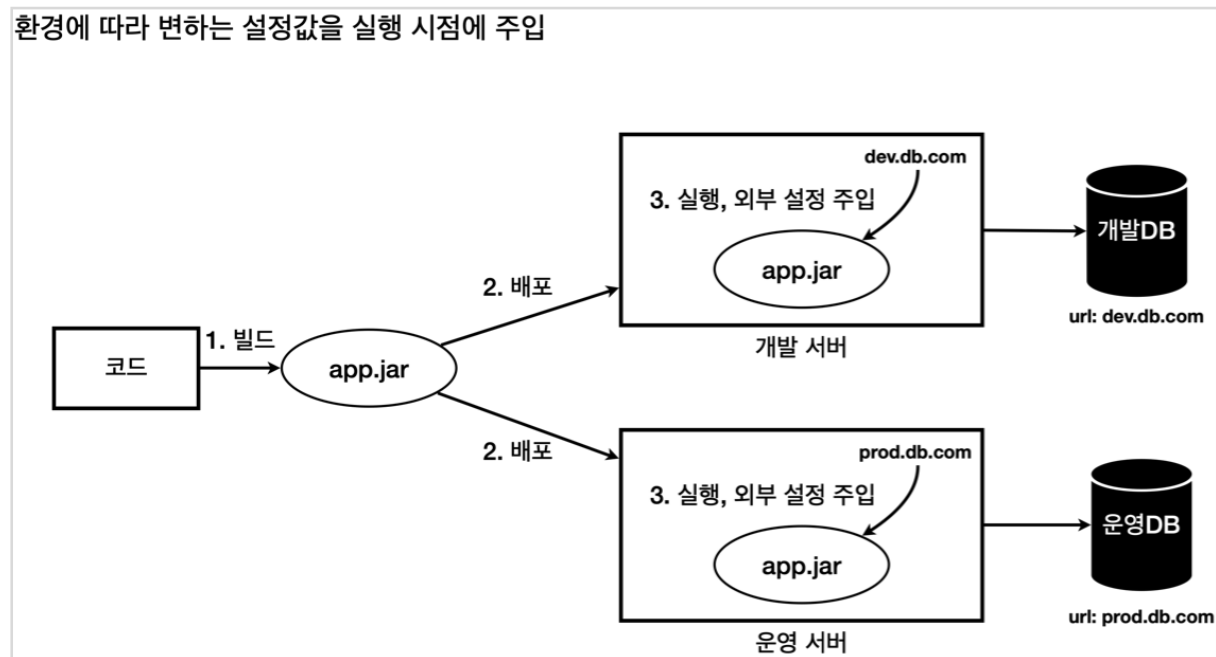 환경에 따라 변하는 설정값을 실행 시점에 주입
코드
1. 빌드
app.jar
2. 배포
dev.db.com
3. 실행, 외부 설정 주입
app.jar
개발 서버
개발DB
url: dev.db.com
2. 배포
prod.db.com
3. 실행, 외부 설정 주입
app.jar
운영 서버
운영DB
url: prod.db.com